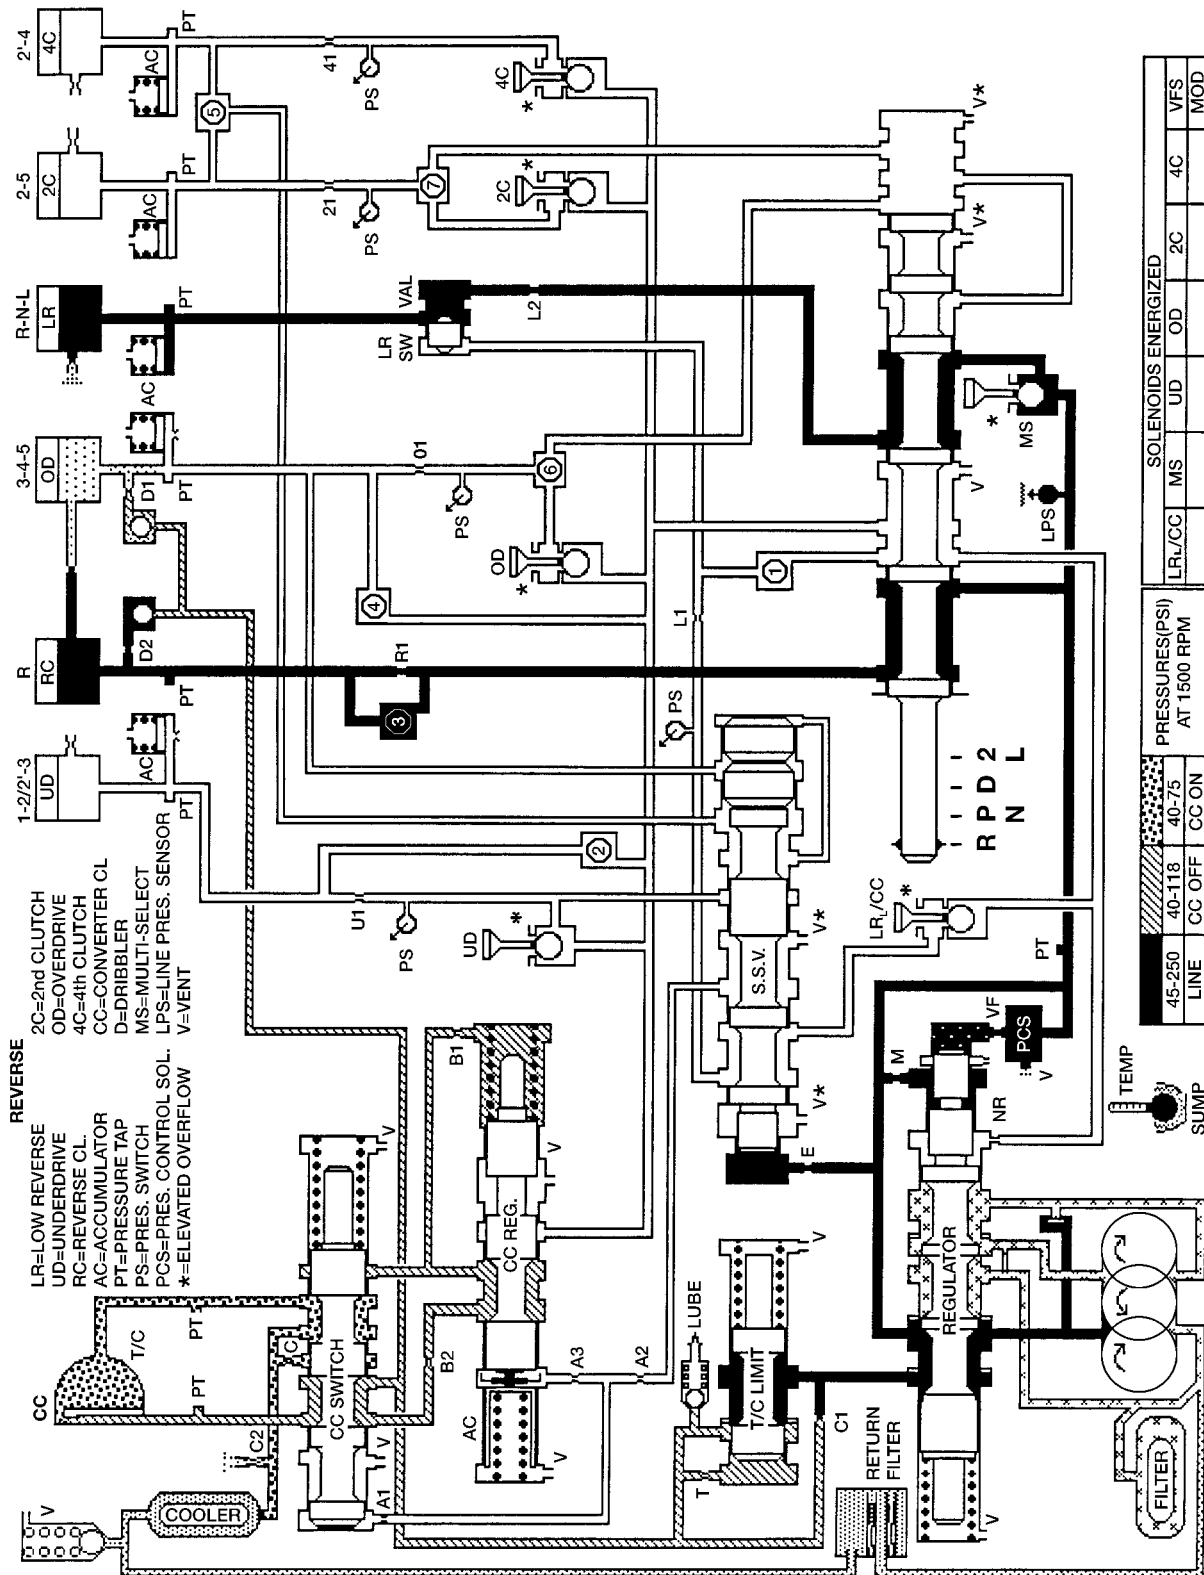 REVERSE
LR=LOW REVERSE
UD=UNDERDRIVE
RC=REVERSE CL.
AC=ACCUMULATOR
PT=PRESSURE TAP
PS=PRES. SWITCH
PCS=PRES. CONTROL SOL.
*=ELEVATED OVERFLOW
2C=2nd CLUTCH
OD=OVERDRIVE
4C=4th CLUTCH
CC=CONVERTER CL
D=DRIBBLER
MS=MULTI-SELECT
LPS=LINE PRES. SENSOR
V=VENT
1-2/2'-3
UD
R
RC
3-4-5
OD
R-N-L
LR
2-5
2C
2'-4
4C
AC
PT
PT
D2
D1
PT
AC
AC
PT
AC
PT
AC
PT
V
COOLER
C2
CC
T/C
PT
PT
C
CC SWITCH
V
V
A1
B2
B1
AC
V
CC REG.
V
A3
A2
U1
PS
UD
*
2
3
R1
4
O1
PS
OD
*
6
LR
SW
VAL
L2
21
PS
7
2C
*
5
41
PS
4C
*
PS
L1
1
LUBE
T
T/C LIMIT
V
C1
E
V*
S.S.V.
V*
LRL/CC
*
R P D 2
N L
V
V*
V*
MS
*
LPS
RETURN
FILTER
V
REGULATOR
NR
M
VF
PCS
V
PT
FILTER
TEMP
SUMP
45-250
LINE
40-118
CC OFF
40-75
CC ON
PRESSURES(PSI)
AT 1500 RPM
SOLENOIDS ENERGIZED
LRL/CC MS UD OD 2C 4C VFS
MOD